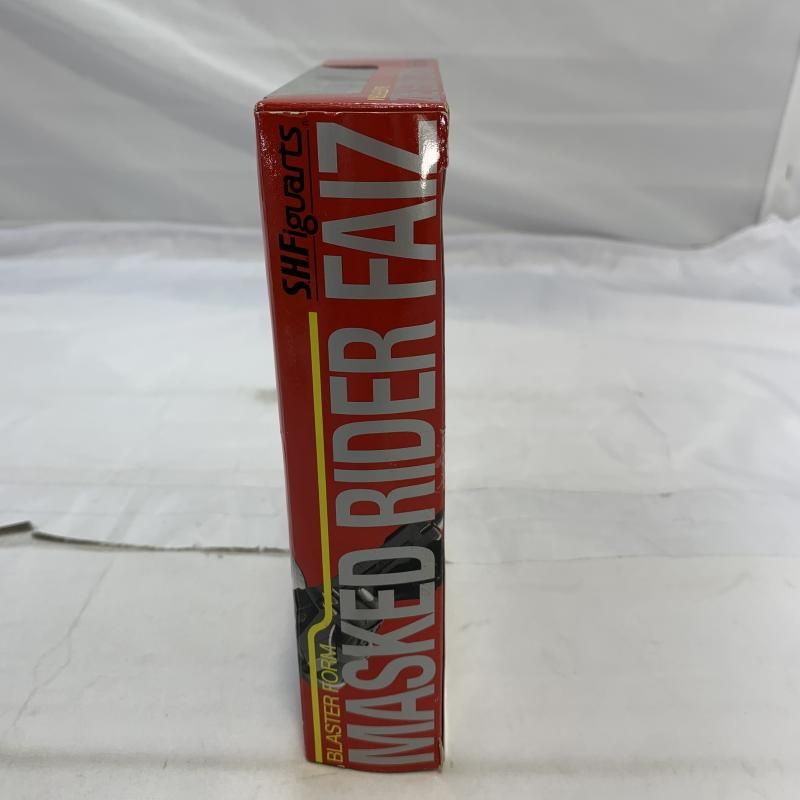 S.H.Figuarts
BLASTER FORM
MASKED RIDER FAIZ